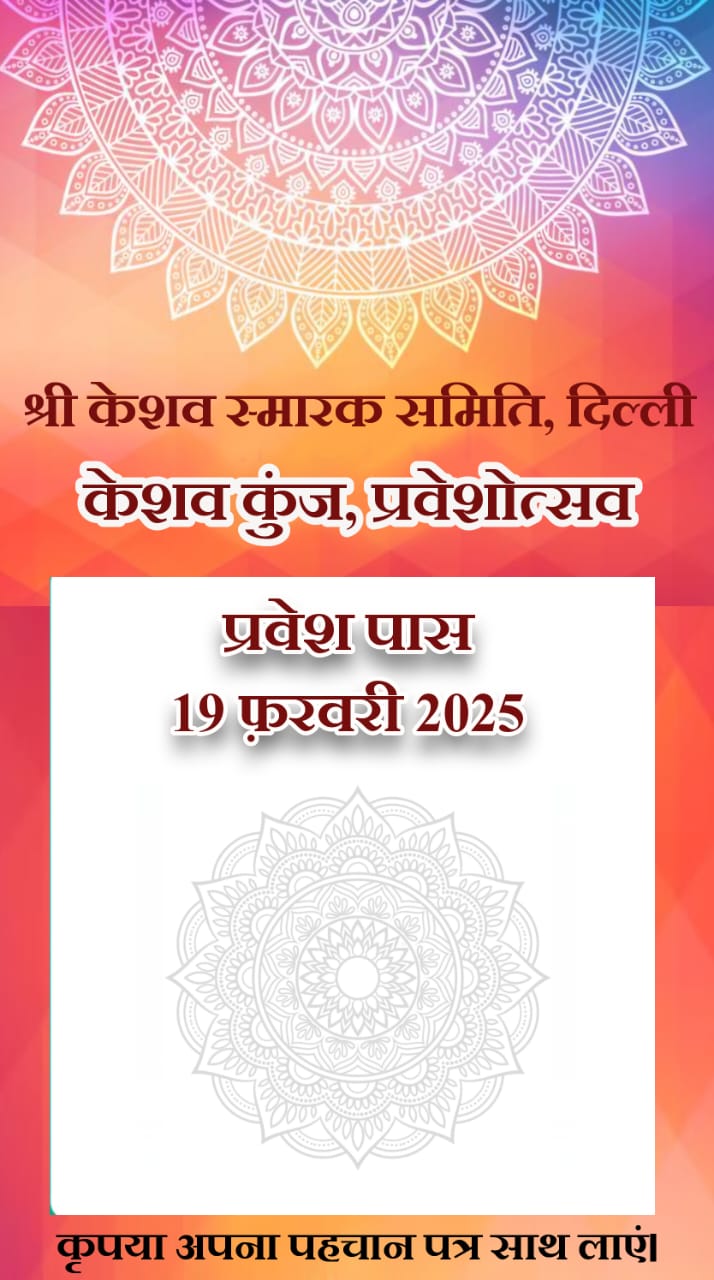 श्री केशव स्मारक समिति, दिल्ली
केशव कुंज, प्रवेशोत्सव
प्रवेश पास
19 फ़रवरी 2025
कृपया अपना पहचान पत्र साथ लाएं।